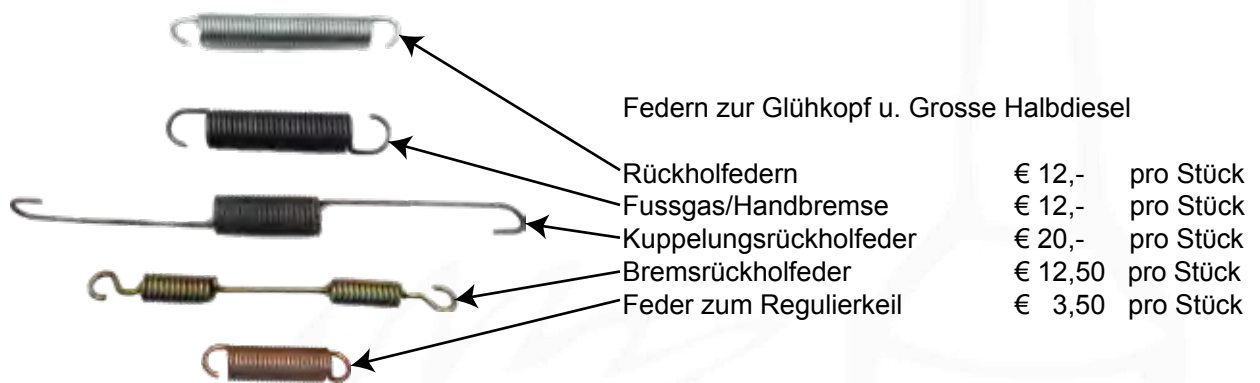 Federn zur Glühkopf u. Grosse Halbdiesel
Rückholfedern € 12,- pro Stück
Fussgas/Handbremse € 12,- pro Stück
Kuppelungsrückholfeder € 20,- pro Stück
Bremsrückholfeder € 12,50 pro Stück
Feder zum Regulierkeil € 3,50 pro Stück